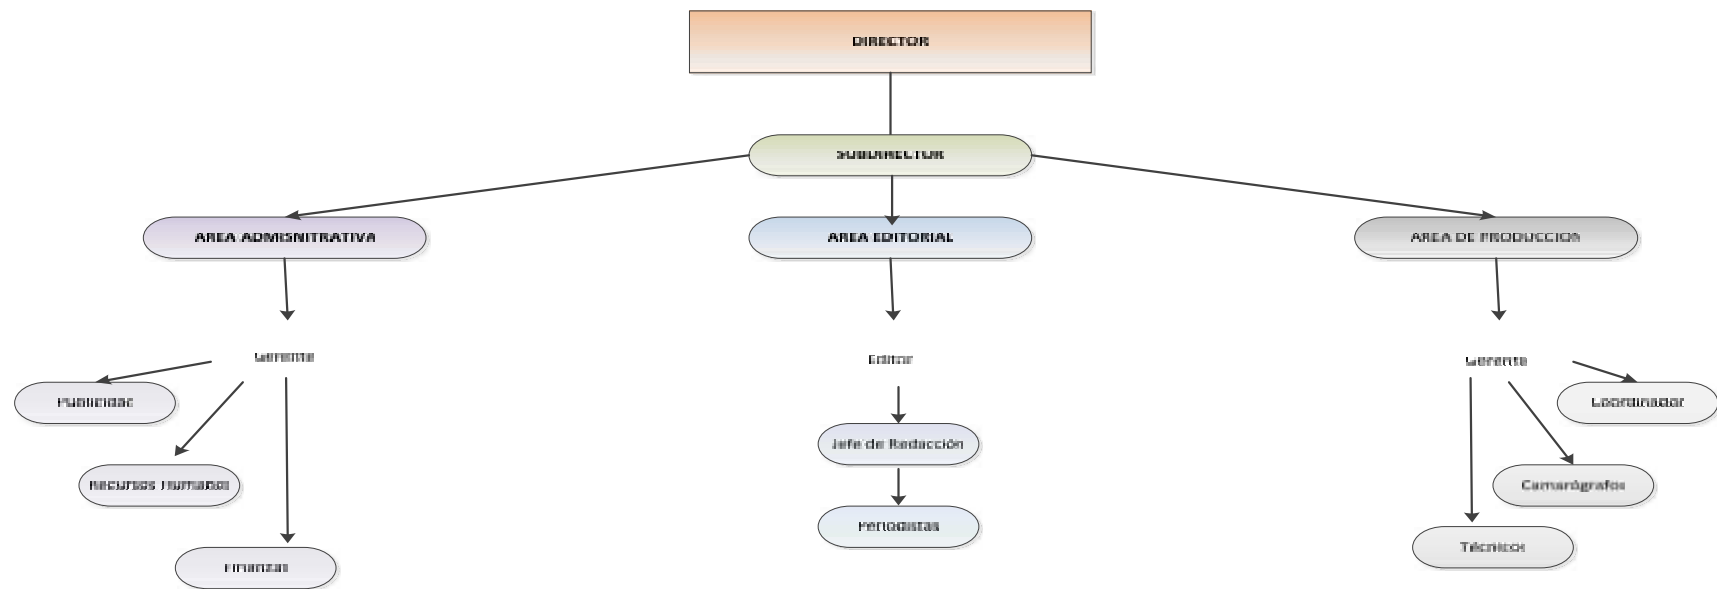 DIRECTOR
SUBDIRECTOR
AREA ADMISNITRATIVA
AREA EDITORIAL
AREA DE PRODUCCION
Gerente
Editor
Gerente
Publicidad
Coordinador
Jefe de Redacción
Recursos Humanos
Camarógrafos
Periodistas
Técnicos
Finanzas